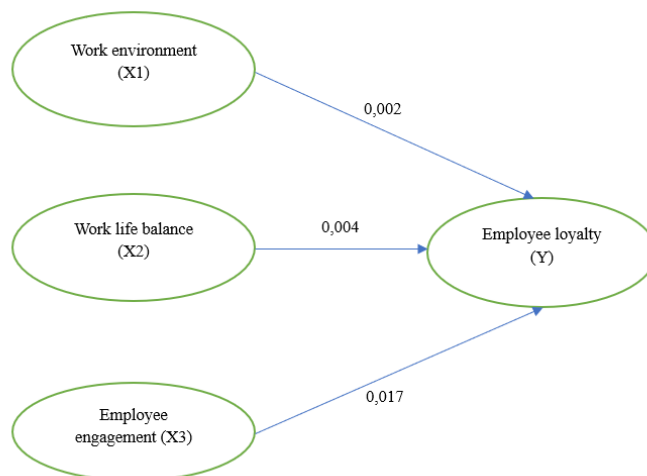 Work environment
(X1)
0,002
Work life balance
(X2)
0,004
Employee loyalty
(Y)
0,017
Employee
engagement (X3)